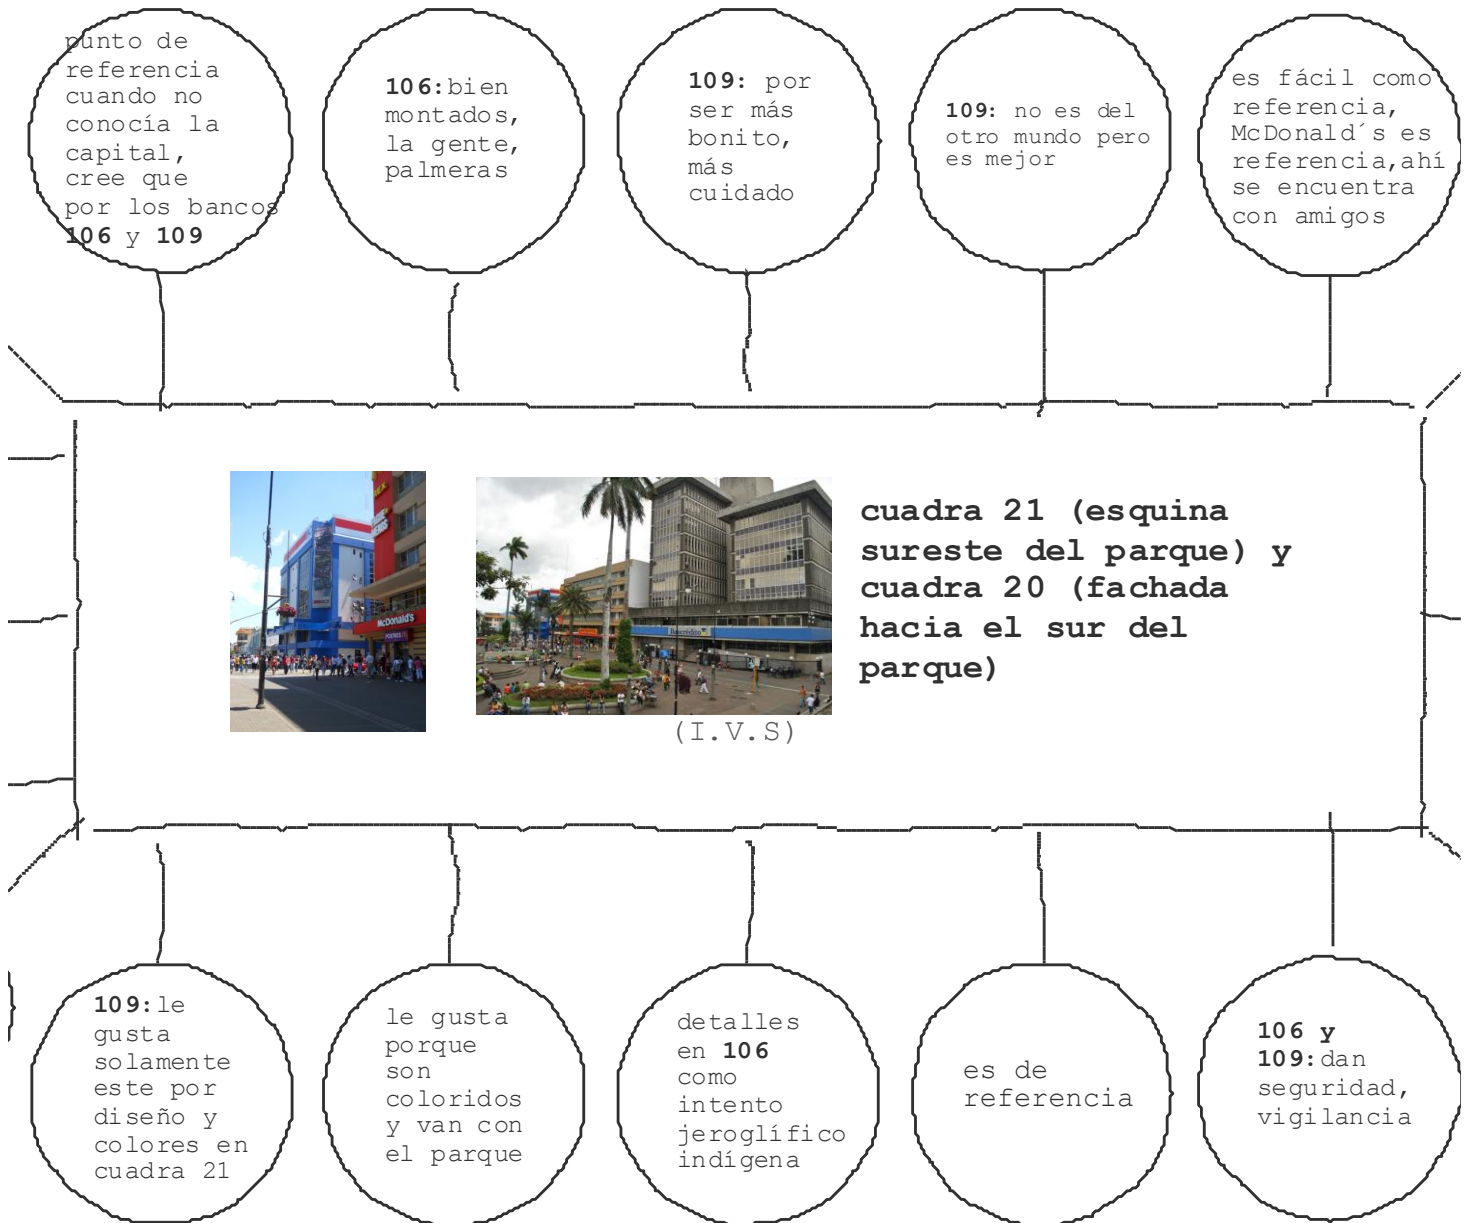 punto de
referencia
cuando no
conocía la
capital,
cree que
por los bancos
106 y 109
106:bien
montados,
la gente,
palmeras
109: por
ser más
bonito,
más
cuidado
109: no es del
otro mundo pero
es mejor
es fácil como
referencia,
McDonald´s es
referencia,ahí
se encuentra
con amigos
McDonald's
cuadra 21 (esquina
sureste del parque) y
cuadra 20 (fachada
hacia el sur del
parque)
(I.V.S)
109:le
gusta
solamente
este por
diseño y
colores en
cuadra 21
le gusta
porque
son
coloridos
y van con
el parque
detalles
en 106
como
intento
jeroglífico
indígena
es de
referencia
106 y
109:dan
seguridad,
vigilancia